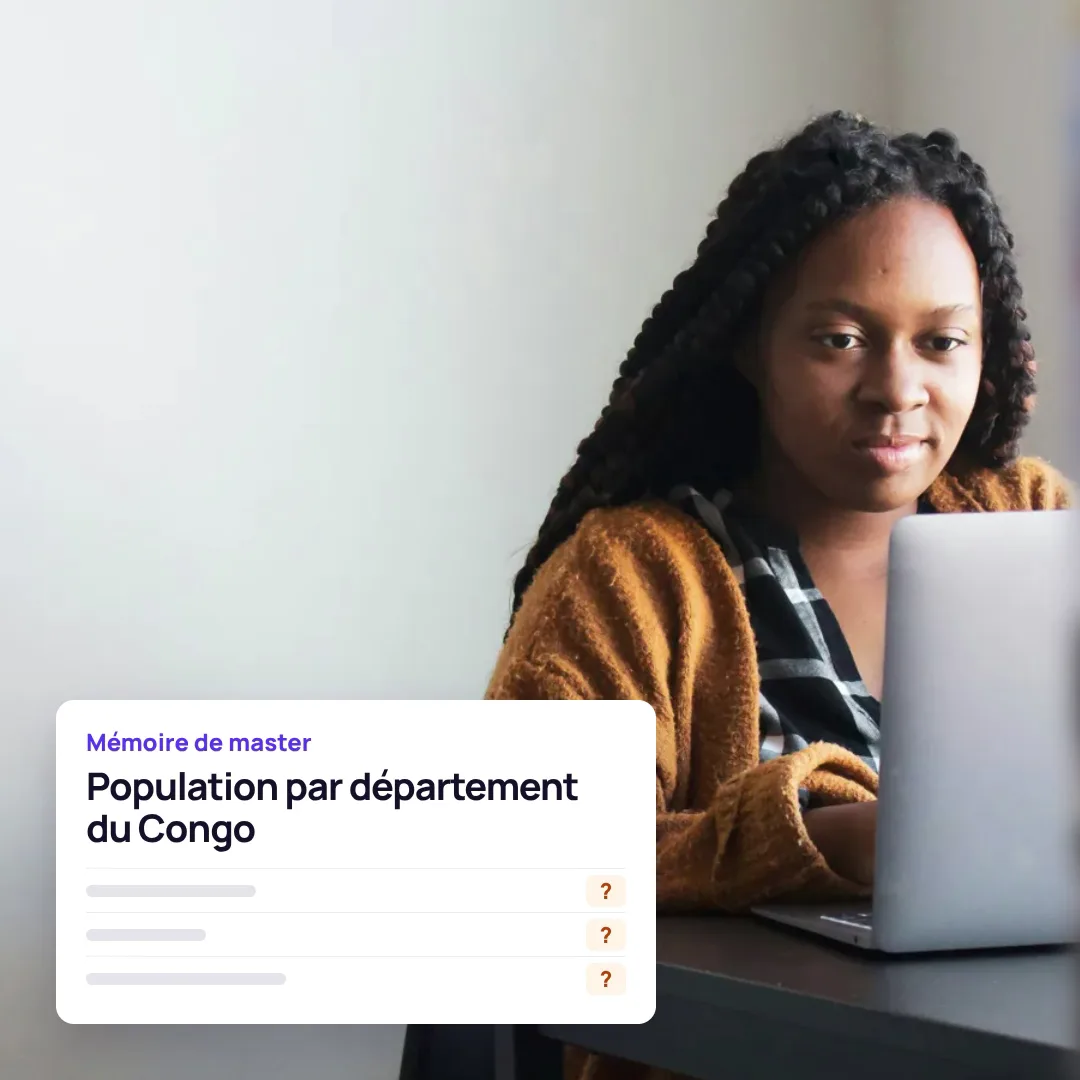 Mémoire de master
Population par département
du Congo
?
?
?